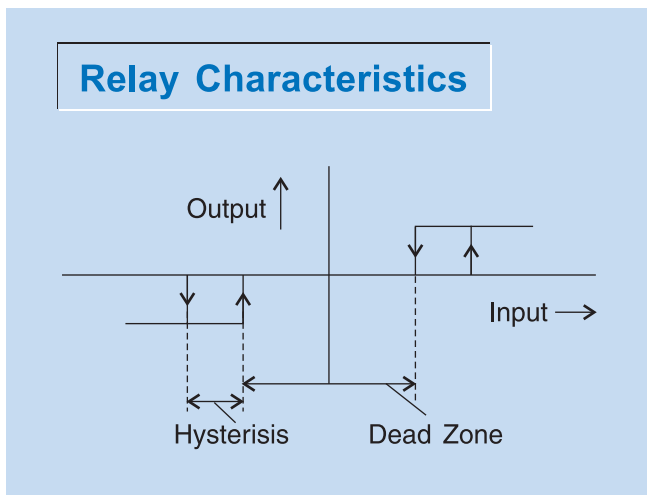 Relay Characteristics
Output
Input
Hysterisis
Dead Zone